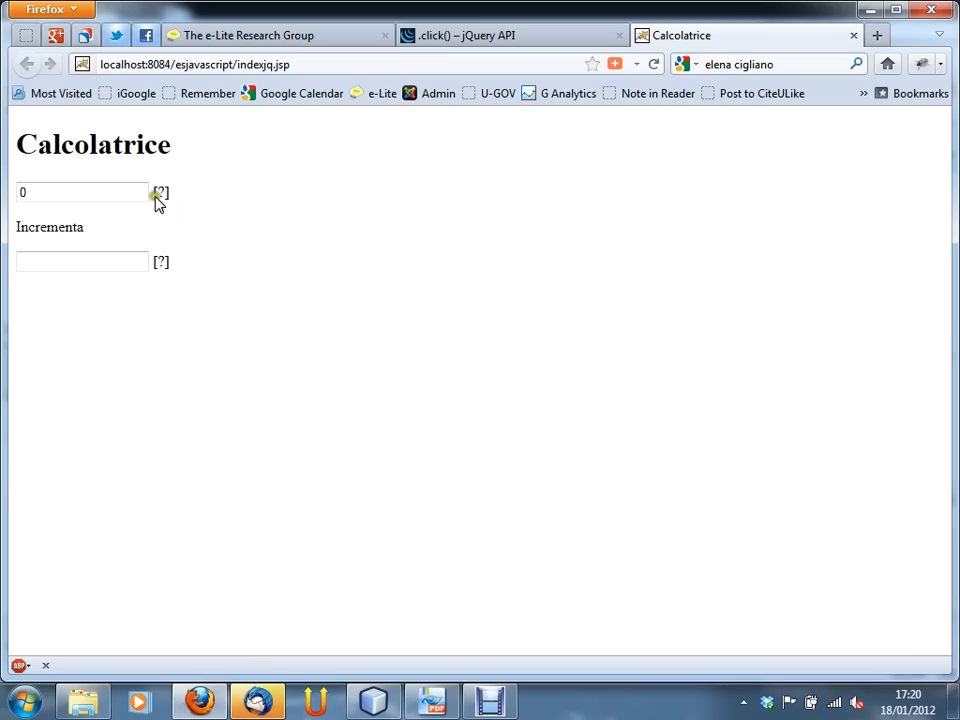 Firefox
The e-Lite Research Group
.click() – jQuery API
Calcolatrice
localhost:8084/esjavascript/indexjq.jsp
elena cigliano
Most Visited
iGoogle
Remember
Google Calendar
e-Lite
Admin
U-GOV
G Analytics
Note in Reader
Post to CiteULike
»
Bookmarks
Calcolatrice
0 [?]
Incrementa
[?]
ABP
PDF
17:20
18/01/2012